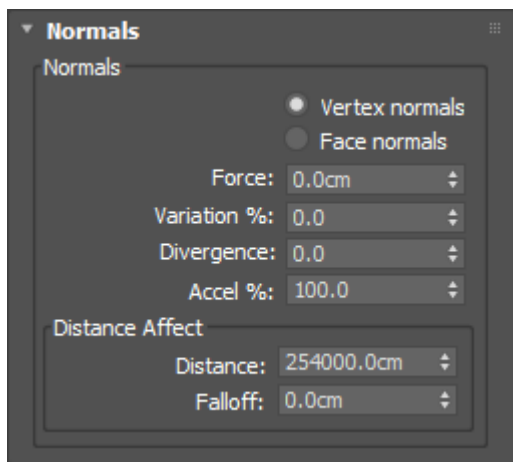 Normals
Normals
Vertex normals
Face normals
Force: 0.0cm
Variation %: 0.0
Divergence: 0.0
Accel %: 100.0
Distance Affect
Distance: 254000.0cm
Falloff: 0.0cm